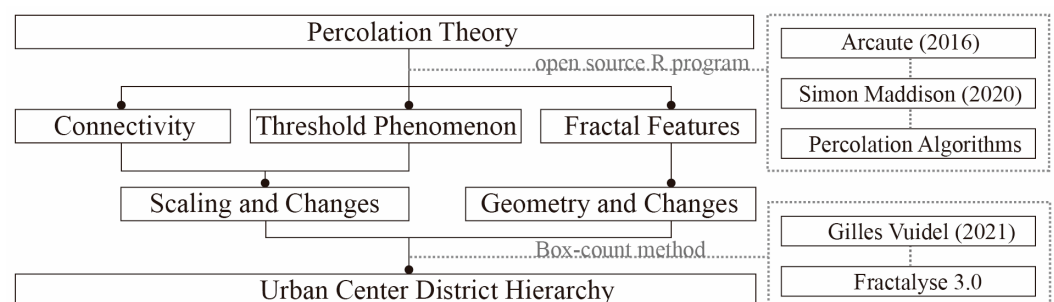 Percolation Theory
open source R program
Arcaute (2016)
Simon Maddison (2020)
Percolation Algorithms
Connectivity
Threshold Phenomenon
Fractal Features
Scaling and Changes
Geometry and Changes
Box-count method
Gilles Vuidel (2021)
Fractalyse 3.0
Urban Center District Hierarchy